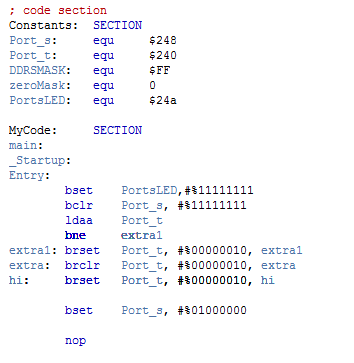 ; code section
Constants: SECTION
Port_s: equ $248
Port_t: equ $240
DDRSMASK: equ $FF
zeroMask: equ 0
PortsLED: equ $24a
MyCode: SECTION
main:
_Startup:
Entry:
bset PortsLED,#%11111111
bclr Port_s, #%11111111
ldaa Port_t
bne extra1
extra1: brset Port_t, #%00000010, extra1
extra: brclr Port_t, #%00000010, extra
hi: brset Port_t, #%00000010, hi
bset Port_s, #%01000000
nop